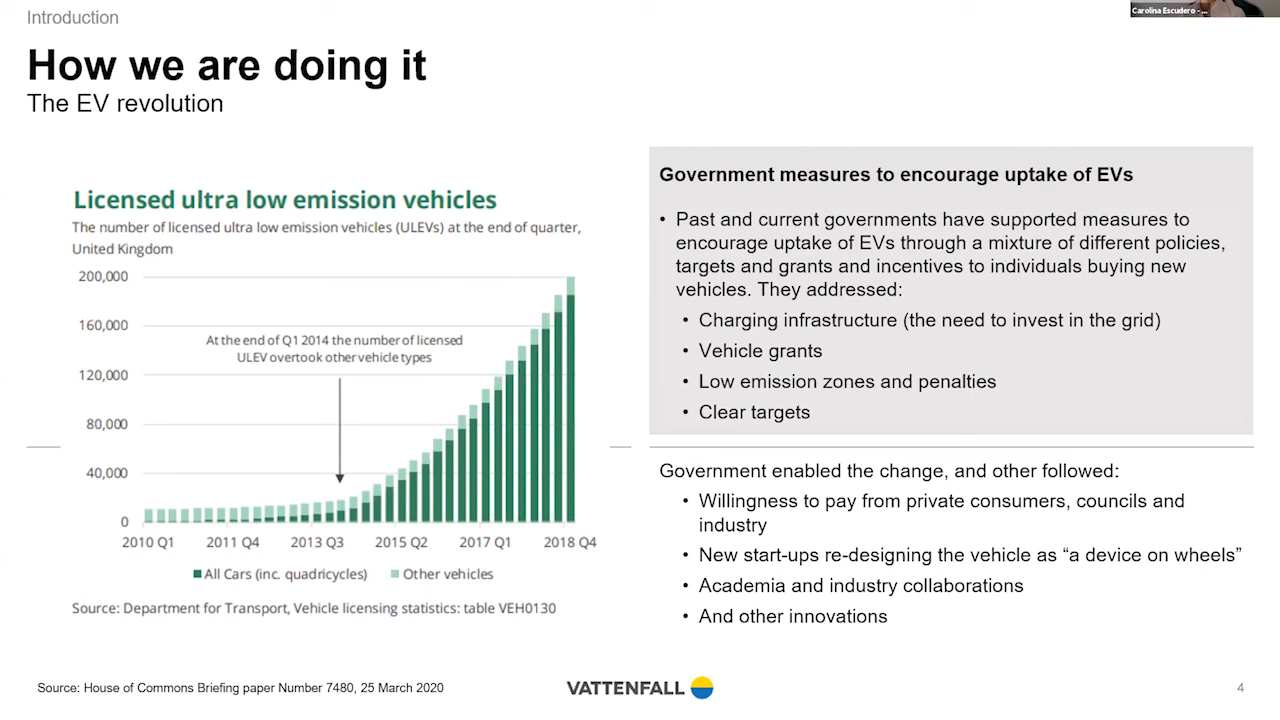 Introduction
Carolina Escudero - ...
How we are doing it
The EV revolution
Licensed ultra low emission vehicles
The number of licensed ultra low emission vehicles (ULEVs) at the end of quarter,
United Kingdom
200,000
160,000
120,000
80,000
40,000
0
At the end of Q1 2014 the number of licensed
ULEV overtook other vehicle types
2010 Q1 2011 Q4 2013 Q3 2015 Q2 2017 Q1 2018 Q4
All Cars (inc. quadricycles) Other vehicles
Source: Department for Transport, Vehicle licensing statistics: table VEH0130
Government measures to encourage uptake of EVs
• Past and current governments have supported measures to
encourage uptake of EVs through a mixture of different policies,
targets and grants and incentives to individuals buying new
vehicles. They addressed:
• Charging infrastructure (the need to invest in the grid)
• Vehicle grants
• Low emission zones and penalties
• Clear targets
Government enabled the change, and other followed:
• Willingness to pay from private consumers, councils and
industry
• New start-ups re-designing the vehicle as “a device on wheels”
• Academia and industry collaborations
• And other innovations
Source: House of Commons Briefing paper Number 7480, 25 March 2020
VATTENFALL
4